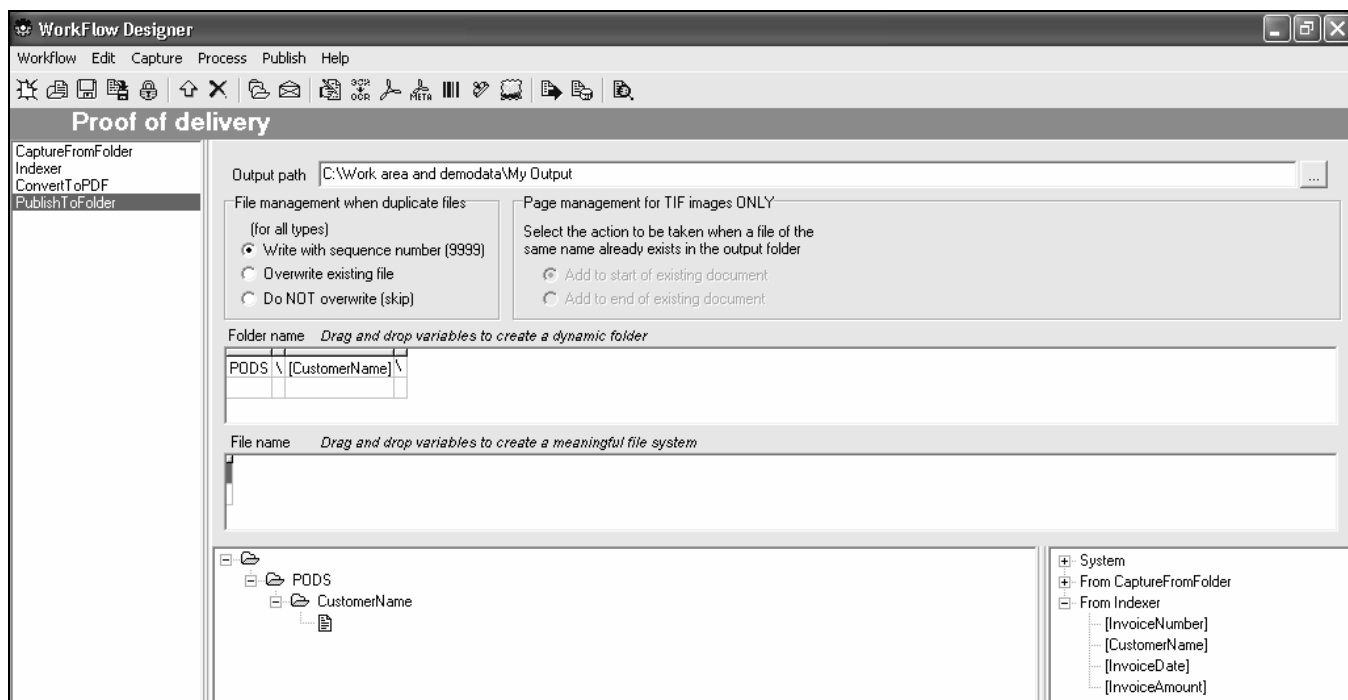 WorkFlow Designer
Workflow Edit Capture Process Publish Help
OCR META
Proof of delivery
CaptureFromFolder
Indexer
ConvertToPDF
PublishToFolder
Output path C:\Work area and demodata\My Output ...
File management when duplicate files
(for all types)
Write with sequence number (9999)
Overwrite existing file
Do NOT overwrite (skip)
Page management for TIF images ONLY
Select the action to be taken when a file of the
same name already exists in the output folder
Add to start of existing document
Add to end of existing document
Folder name Drag and drop variables to create a dynamic folder
PODS \ [CustomerName] \
File name Drag and drop variables to create a meaningful file system
PODS
CustomerName
System
From CaptureFromFolder
From Indexer
[InvoiceNumber]
[CustomerName]
[InvoiceDate]
[InvoiceAmount]